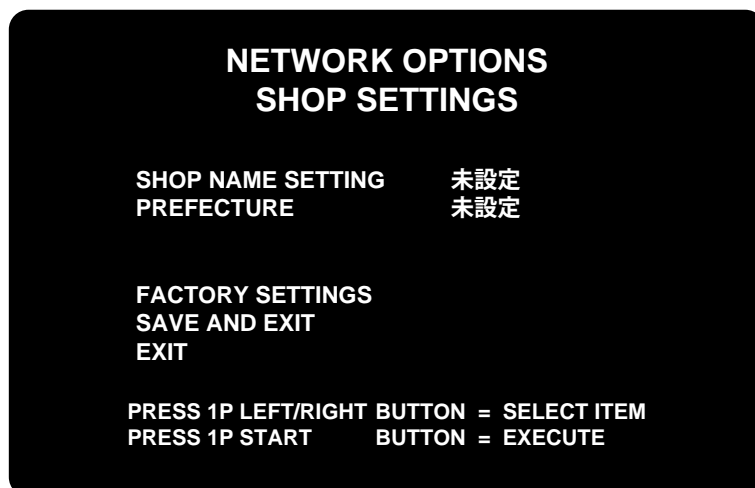 NETWORK OPTIONS
SHOP SETTINGS
SHOP NAME SETTING 未設定
PREFECTURE 未設定
FACTORY SETTINGS
SAVE AND EXIT
EXIT
PRESS 1P LEFT/RIGHT BUTTON = SELECT ITEM
PRESS 1P START BUTTON = EXECUTE